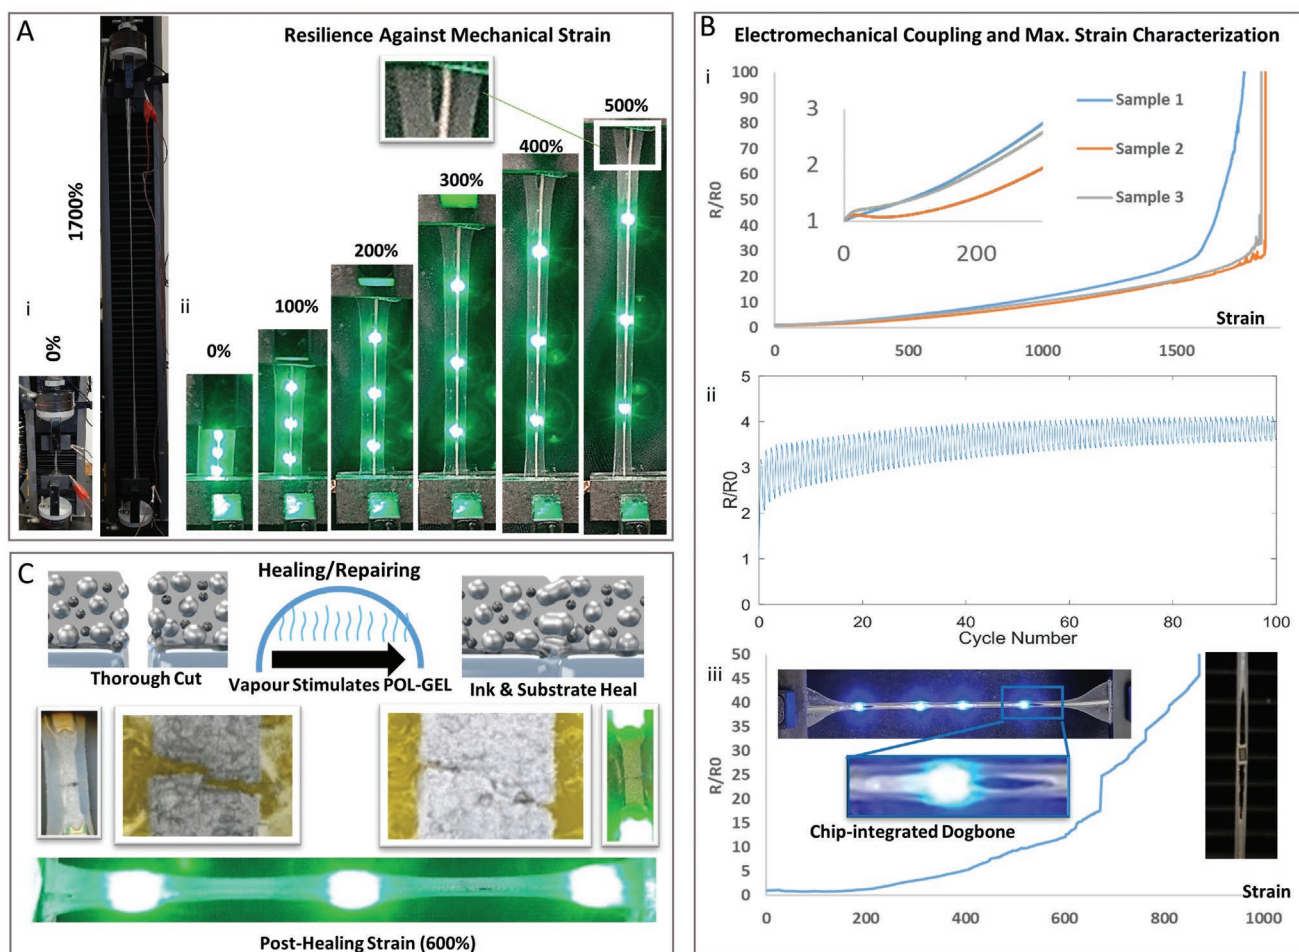 A
Resilience Against Mechanical Strain
500%
400%
300%
200%
100%
0%
1700%
i
ii
0%
B
Electromechanical Coupling and Max. Strain Characterization
i
100
90
80
70
60
50
40
30
20
10
0
R/R0
3
2
1
0
200
Sample 1
Sample 2
Sample 3
Strain
0
500
1000
1500
ii
5
4
3
2
1
0
R/R0
0
20
40
60
80
100
Cycle Number
iii
50
45
40
35
30
25
20
15
10
5
0
R/R0
Chip-integrated Dogbone
Strain
0
200
400
600
800
1000
C
Healing/Repairing
Thorough Cut
Vapour Stimulates POL-GEL
Ink & Substrate Heal
Post-Healing Strain (600%)